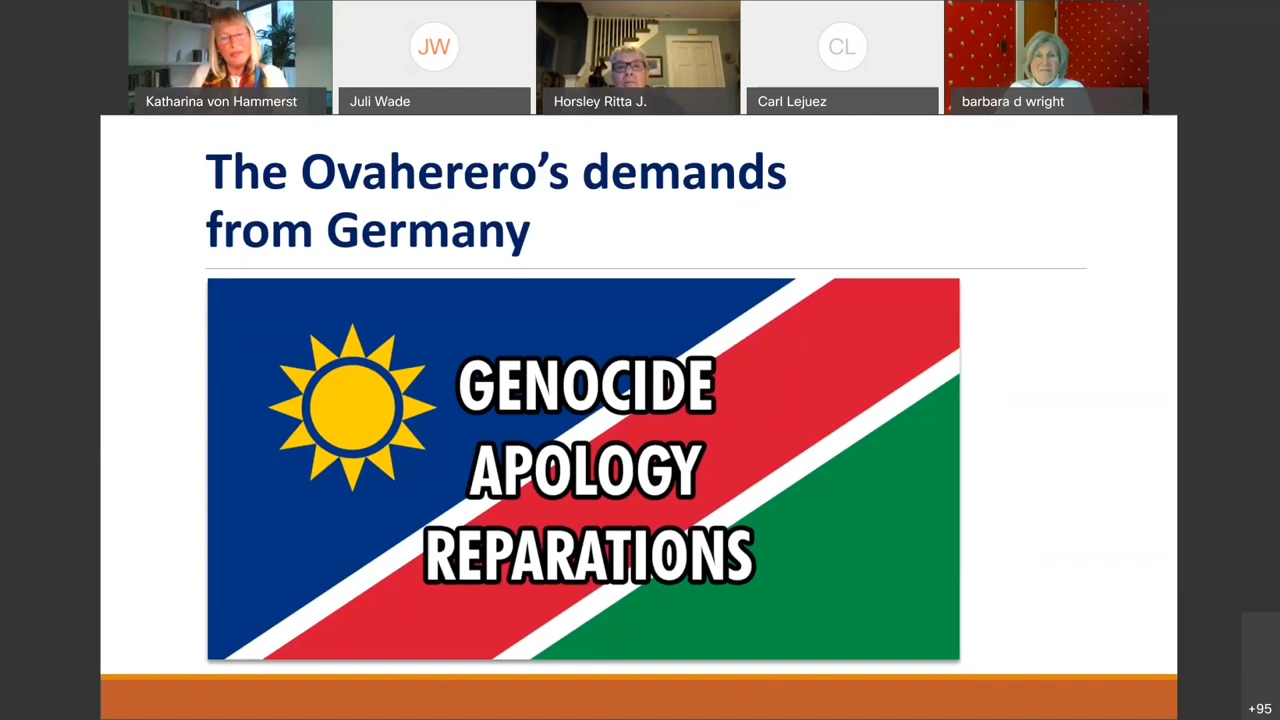 JW
CL
Katharina von Hammerst
Juli Wade
Horsley Ritta J.
Carl Lejuez
barbara d wright
The Ovaherero’s demands
from Germany
GENOCIDE
APOLOGY
REPARATIONS
+95